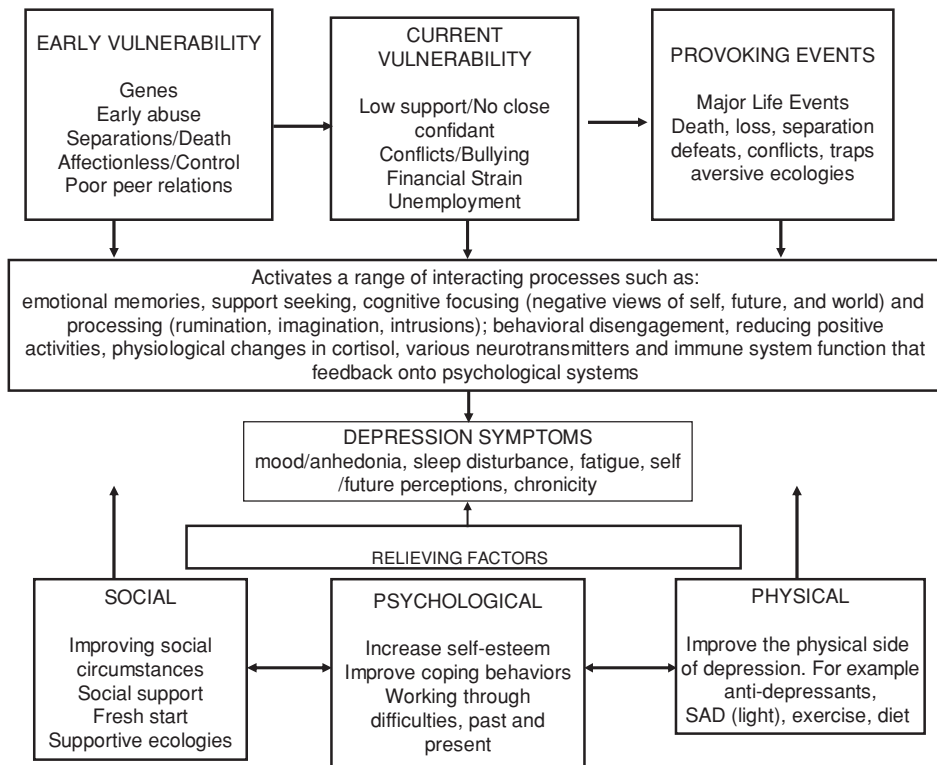 EARLY VULNERABILITY
Genes
Early abuse
Separations/Death
Affectionless/Control
Poor peer relations
CURRENT
VULNERABILITY
Low support/No close
confidant
Conflicts/Bullying
Financial Strain
Unemployment
PROVOKING EVENTS
Major Life Events
Death, loss, separation
defeats, conflicts, traps
aversive ecologies
Activates a range of interacting processes such as:
emotional memories, support seeking, cognitive focusing (negative views of self, future, and world) and
processing (rumination, imagination, intrusions); behavioral disengagement, reducing positive
activities, physiological changes in cortisol, various neurotransmitters and immune system function that
feedback onto psychological systems
DEPRESSION SYMPTOMS
mood/anhedonia, sleep disturbance, fatigue, self
/future perceptions, chronicity
RELIEVING FACTORS
SOCIAL
Improving social
circumstances
Social support
Fresh start
Supportive ecologies
PSYCHOLOGICAL
Increase self-esteem
Improve coping behaviors
Working through
difficulties, past and
present
PHYSICAL
Improve the physical side
of depression. For example
anti-depressants,
SAD (light), exercise, diet